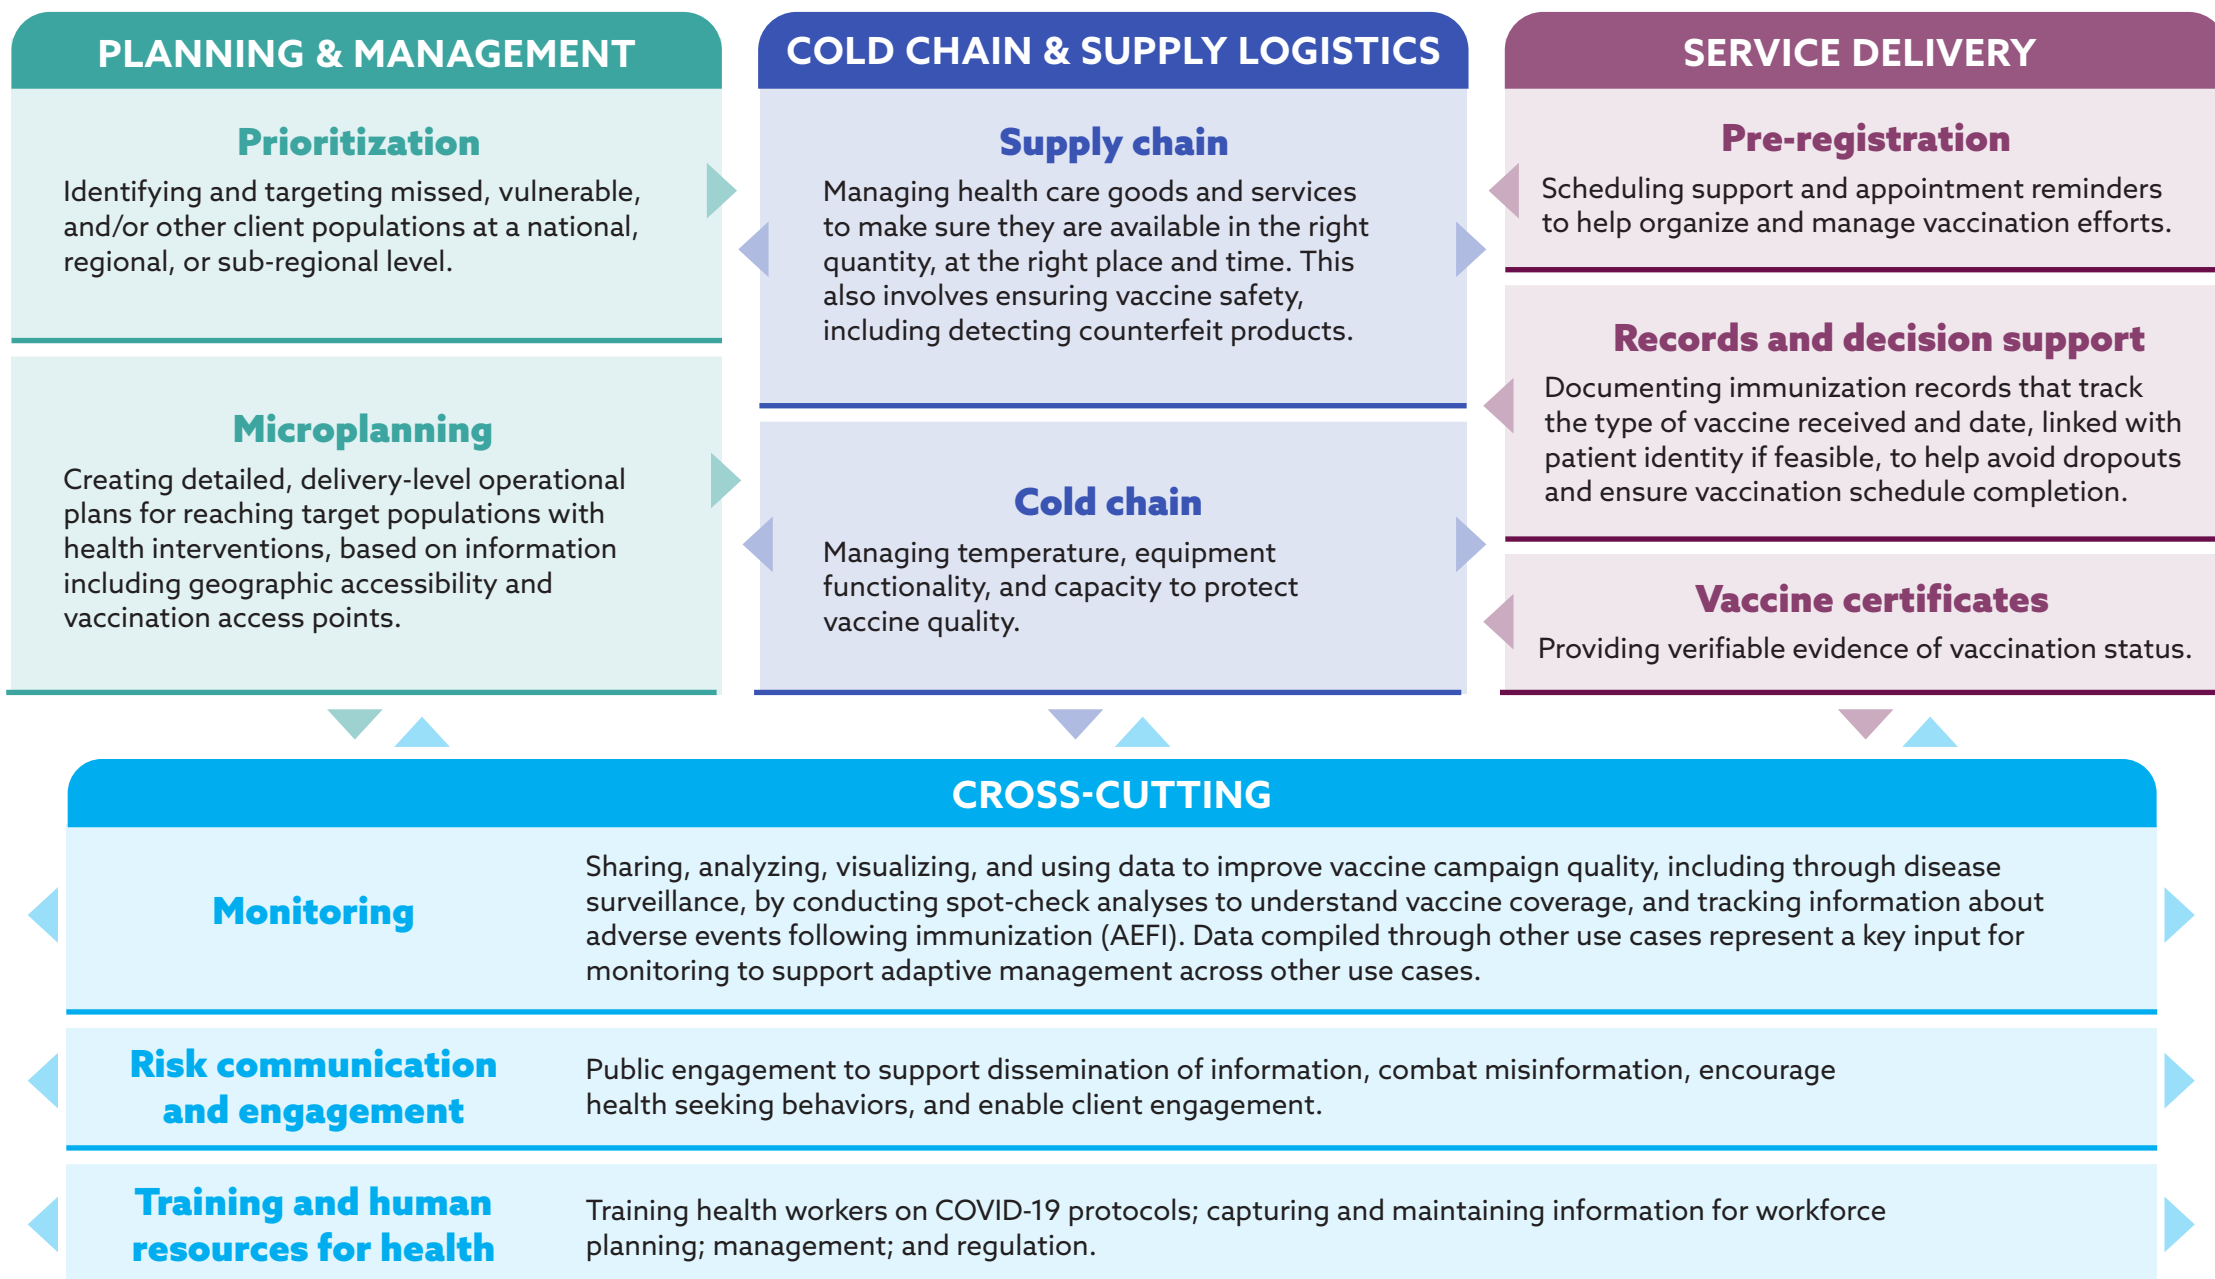 PLANNING & MANAGEMENT
Prioritization
Identifying and targeting missed, vulnerable,
and/or other client populations at a national,
regional, or sub-regional level.
Microplanning
Creating detailed, delivery-level operational
plans for reaching target populations with
health interventions, based on information
including geographic accessibility and
vaccination access points.
COLD CHAIN & SUPPLY LOGISTICS
Supply chain
Managing health care goods and services
to make sure they are available in the right
quantity, at the right place and time. This
also involves ensuring vaccine safety,
including detecting counterfeit products.
Cold chain
Managing temperature, equipment
functionality, and capacity to protect
vaccine quality.
SERVICE DELIVERY
Pre-registration
Scheduling support and appointment reminders
to help organize and manage vaccination efforts.
Records and decision support
Documenting immunization records that track
the type of vaccine received and date, linked with
patient identity if feasible, to help avoid dropouts
and ensure vaccination schedule completion.
Vaccine certificates
Providing verifiable evidence of vaccination status.
CROSS-CUTTING
Monitoring
Sharing, analyzing, visualizing, and using data to improve vaccine campaign quality, including through disease
surveillance, by conducting spot-check analyses to understand vaccine coverage, and tracking information about
adverse events following immunization (AEFI). Data compiled through other use cases represent a key input for
monitoring to support adaptive management across other use cases.
Risk communication
and engagement
Public engagement to support dissemination of information, combat misinformation, encourage
health seeking behaviors, and enable client engagement.
Training and human
resources for health
Training health workers on COVID-19 protocols; capturing and maintaining information for workforce
planning; management; and regulation.